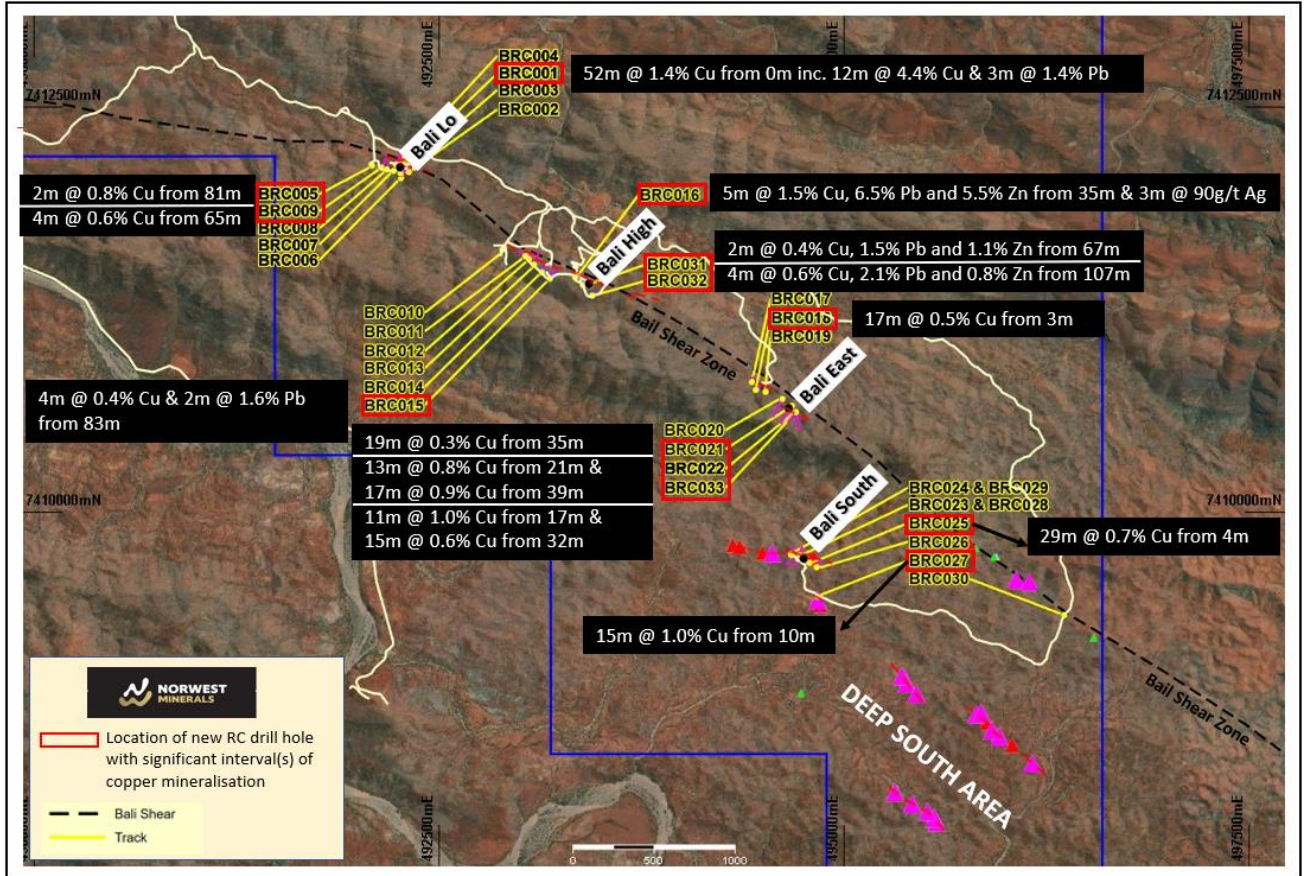 492500mE
495000mE
497500mE
7412500mN
7412500mN
BRC004
BRC001
BRC003
BRC002
52m @ 1.4% Cu from 0m inc. 12m @ 4.4% Cu & 3m @ 1.4% Pb
Bali Lo
2m @ 0.8% Cu from 81m
4m @ 0.6% Cu from 65m
BRC005
BRC009
BRC008
BRC007
BRC006
BRC016
5m @ 1.5% Cu, 6.5% Pb and 5.5% Zn from 35m & 3m @ 90g/t Ag
Bali High
BRC031
BRC032
2m @ 0.4% Cu, 1.5% Pb and 1.1% Zn from 67m
4m @ 0.6% Cu, 2.1% Pb and 0.8% Zn from 107m
BRC010
BRC011
BRC012
BRC013
BRC014
BRC015
4m @ 0.4% Cu & 2m @ 1.6% Pb
from 83m
Bail Shear Zone
BRC017
BRC018
BRC019
17m @ 0.5% Cu from 3m
Bali East
BRC020
BRC021
BRC022
BRC033
19m @ 0.3% Cu from 35m
13m @ 0.8% Cu from 21m &
17m @ 0.9% Cu from 39m
11m @ 1.0% Cu from 17m &
15m @ 0.6% Cu from 32m
7410000mN
7410000mN
Bali South
BRC024 & BRC029
BRC023 & BRC028
BRC025
BRC026
BRC027
BRC030
29m @ 0.7% Cu from 4m
15m @ 1.0% Cu from 10m
DEEP SOUTH AREA
Bail Shear Zone
NORWEST
MINERALS
Location of new RC drill hole
with significant interval(s) of
copper mineralisation
Bali Shear
Track
0 500 1000
492500mE
495000mE
497500mE